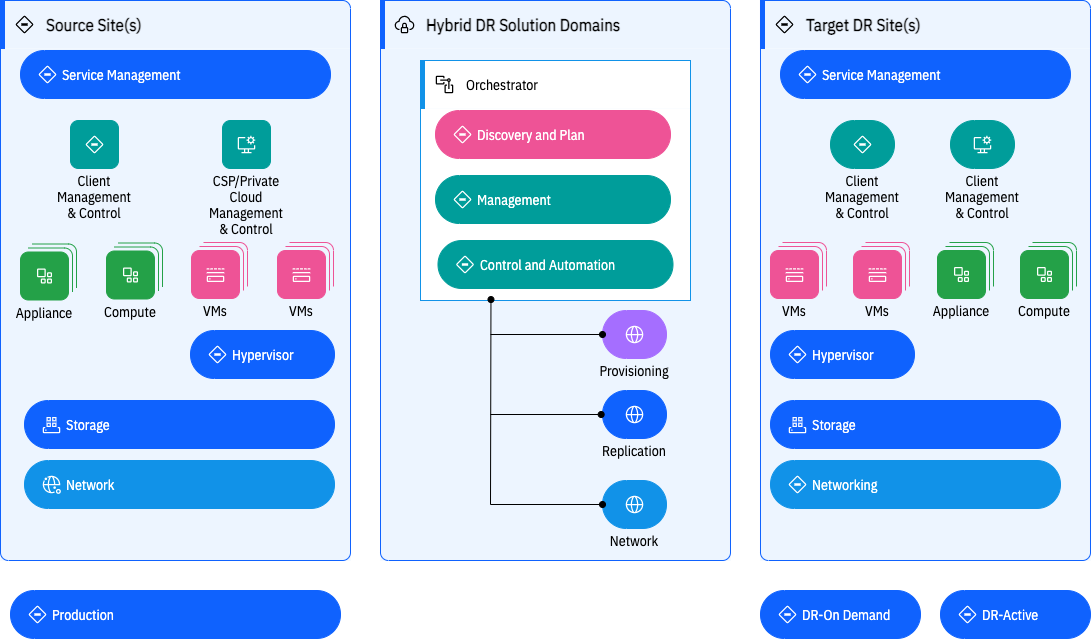 Source Site(s)
Service Management
Client
Management
& Control
CSP/Private
Cloud
Management
& Control
Appliance
Compute
VMs
VMs
Hypervisor
Storage
Network
Production
Hybrid DR Solution Domains
Orchestrator
Discovery and Plan
Management
Control and Automation
Provisioning
Replication
Network
Target DR Site(s)
Service Management
Client
Management
& Control
Client
Management
& Control
VMs
VMs
Appliance
Compute
Hypervisor
Storage
Networking
DR-On Demand
DR-Active